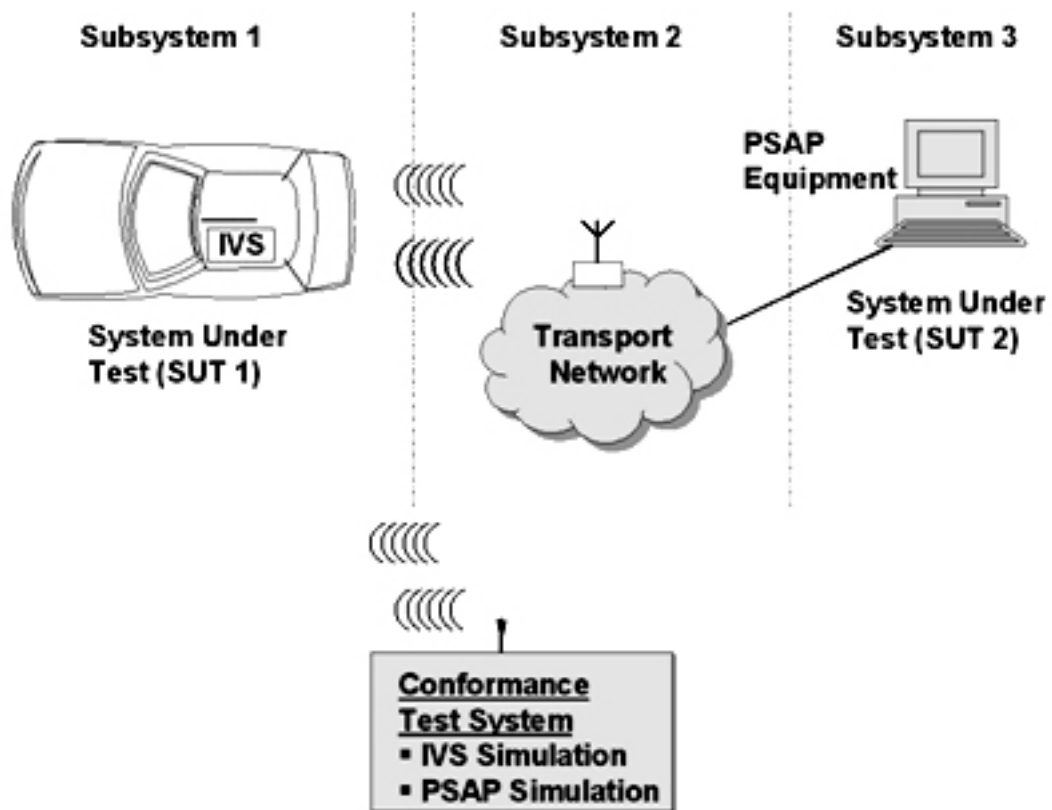 Subsystem 1
Subsystem 2
Subsystem 3
PSAP
Equipment
IVS
System Under
Test (SUT 1)
Transport
Network
System Under
Test (SUT 2)
Conformance
Test System
▪ IVS Simulation
▪ PSAP Simulation